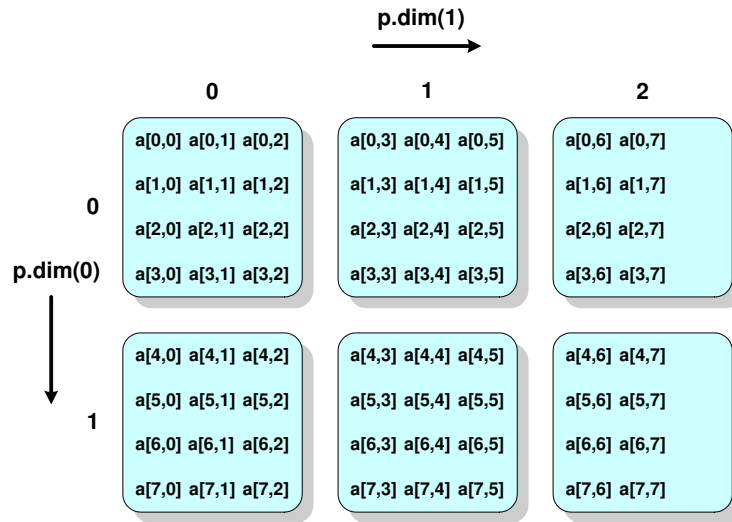 p.dim(1)
0 1 2
a[0,0] a[0,1] a[0,2] a[0,3] a[0,4] a[0,5] a[0,6] a[0,7]
a[1,0] a[1,1] a[1,2] a[1,3] a[1,4] a[1,5] a[1,6] a[1,7]
0
a[2,0] a[2,1] a[2,2] a[2,3] a[2,4] a[2,5] a[2,6] a[2,7]
p.dim(0)
a[3,0] a[3,1] a[3,2] a[3,3] a[3,4] a[3,5] a[3,6] a[3,7]
a[4,0] a[4,1] a[4,2] a[4,3] a[4,4] a[4,5] a[4,6] a[4,7]
a[5,0] a[5,1] a[5,2] a[5,3] a[5,4] a[5,5] a[5,6] a[5,7]
1
a[6,0] a[6,1] a[6,2] a[6,3] a[6,4] a[6,5] a[6,6] a[6,7]
a[7,0] a[7,1] a[7,2] a[7,3] a[7,4] a[7,5] a[7,6] a[7,7]